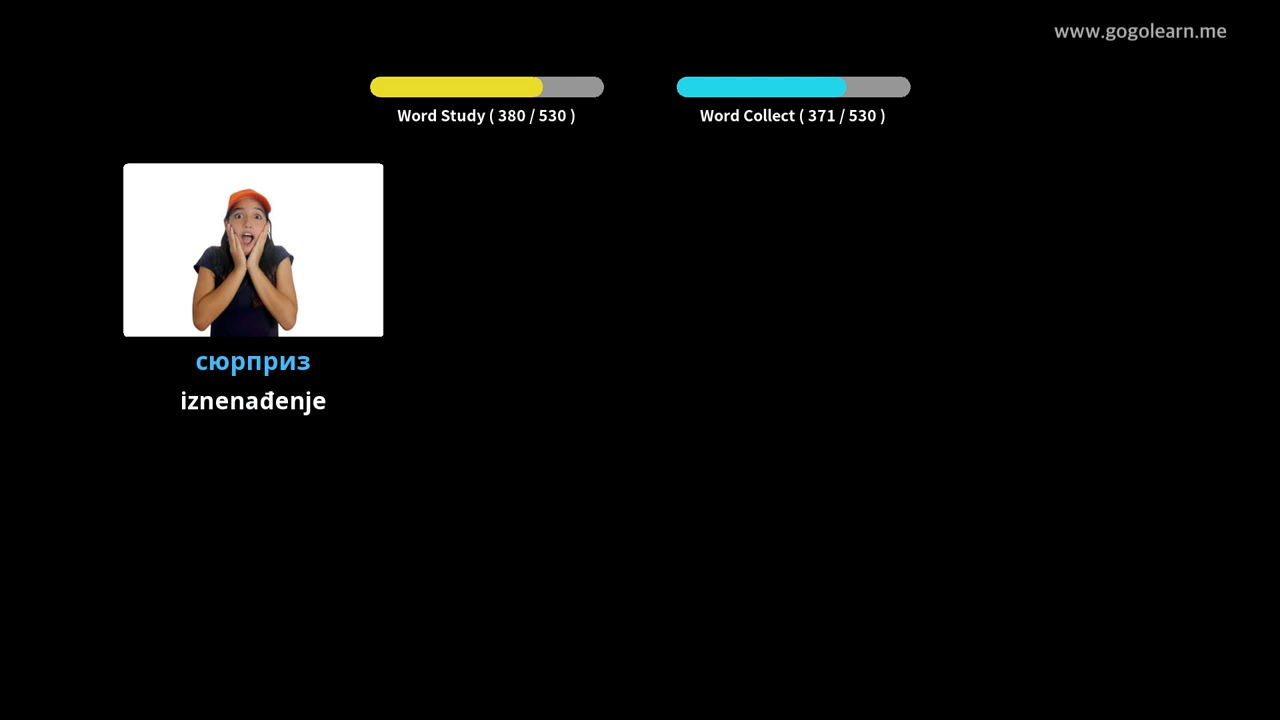 www.gogolearn.me
Word Study ( 380 / 530 )
Word Collect ( 371 / 530 )
сюрприз
iznenađenje